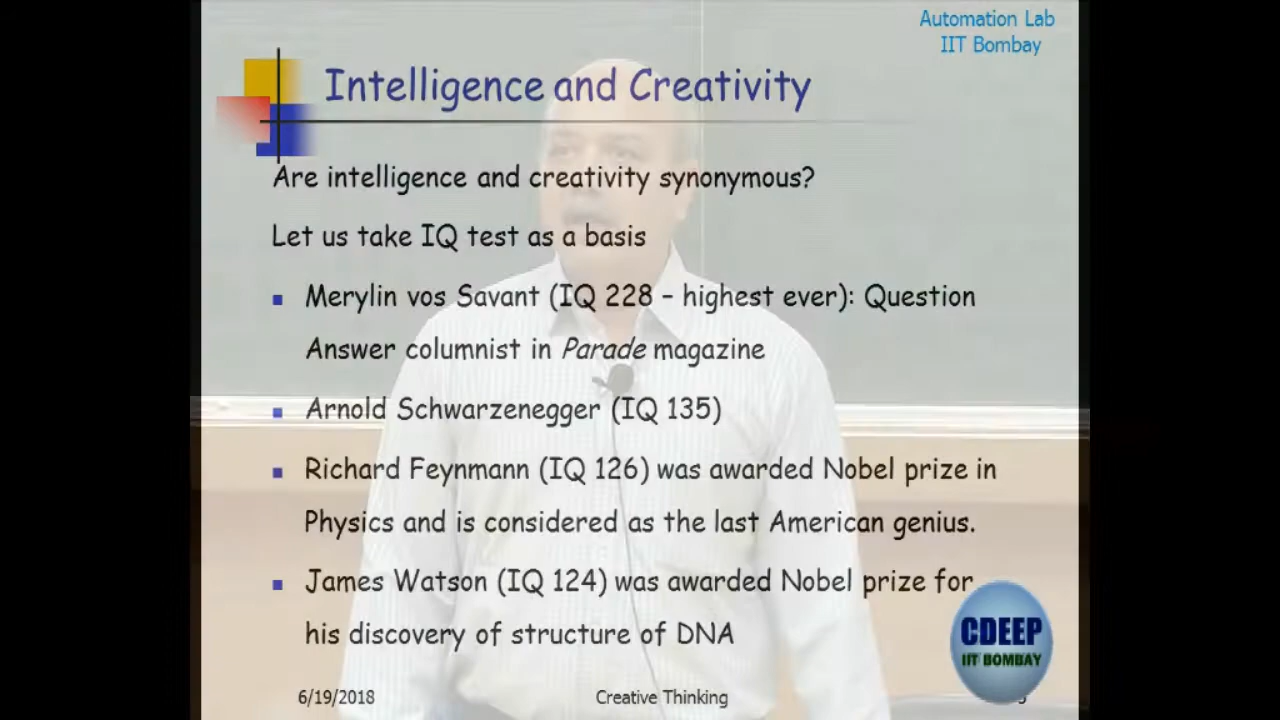 Automation Lab
IIT Bombay
Intelligence and Creativity
Are intelligence and creativity synonymous?
Let us take IQ test as a basis
Merylin vos Savant (IQ 228 – highest ever): Question
Answer columnist in Parade magazine
Arnold Schwarzenegger (IQ 135)
Richard Feynmann (IQ 126) was awarded Nobel prize in
Physics and is considered as the last American genius.
James Watson (IQ 124) was awarded Nobel prize for
his discovery of structure of DNA
CDEEP
IIT BOMBAY
6/19/2018 Creative Thinking